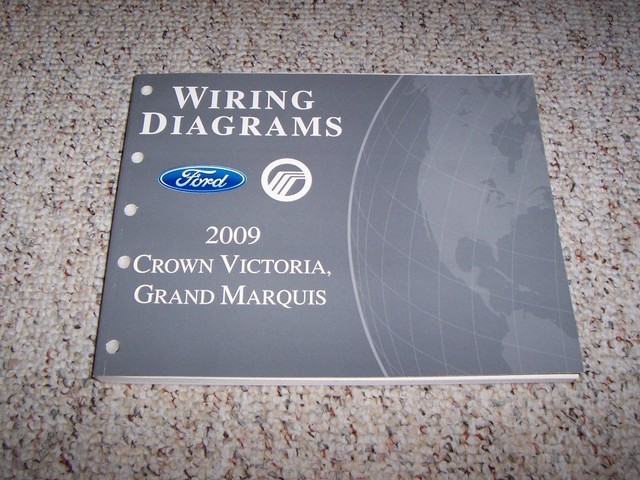 WIRING
DIAGRAMS
Ford
2009
CROWN VICTORIA,
GRAND MARQUIS